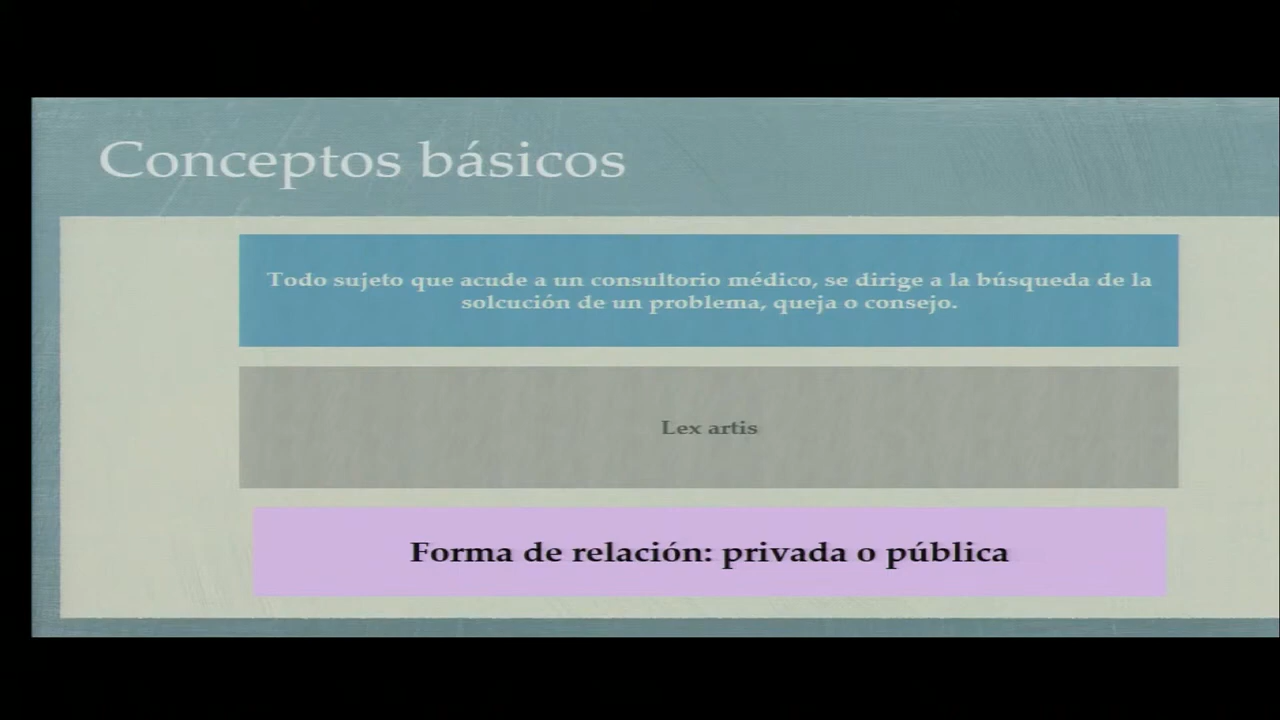 Conceptos básicos
Todo sujeto que acude a un consultorio médico, se dirige a la búsqueda de la
solcución de un problema, queja o consejo.
Lex artis
Forma de relación: privada o pública